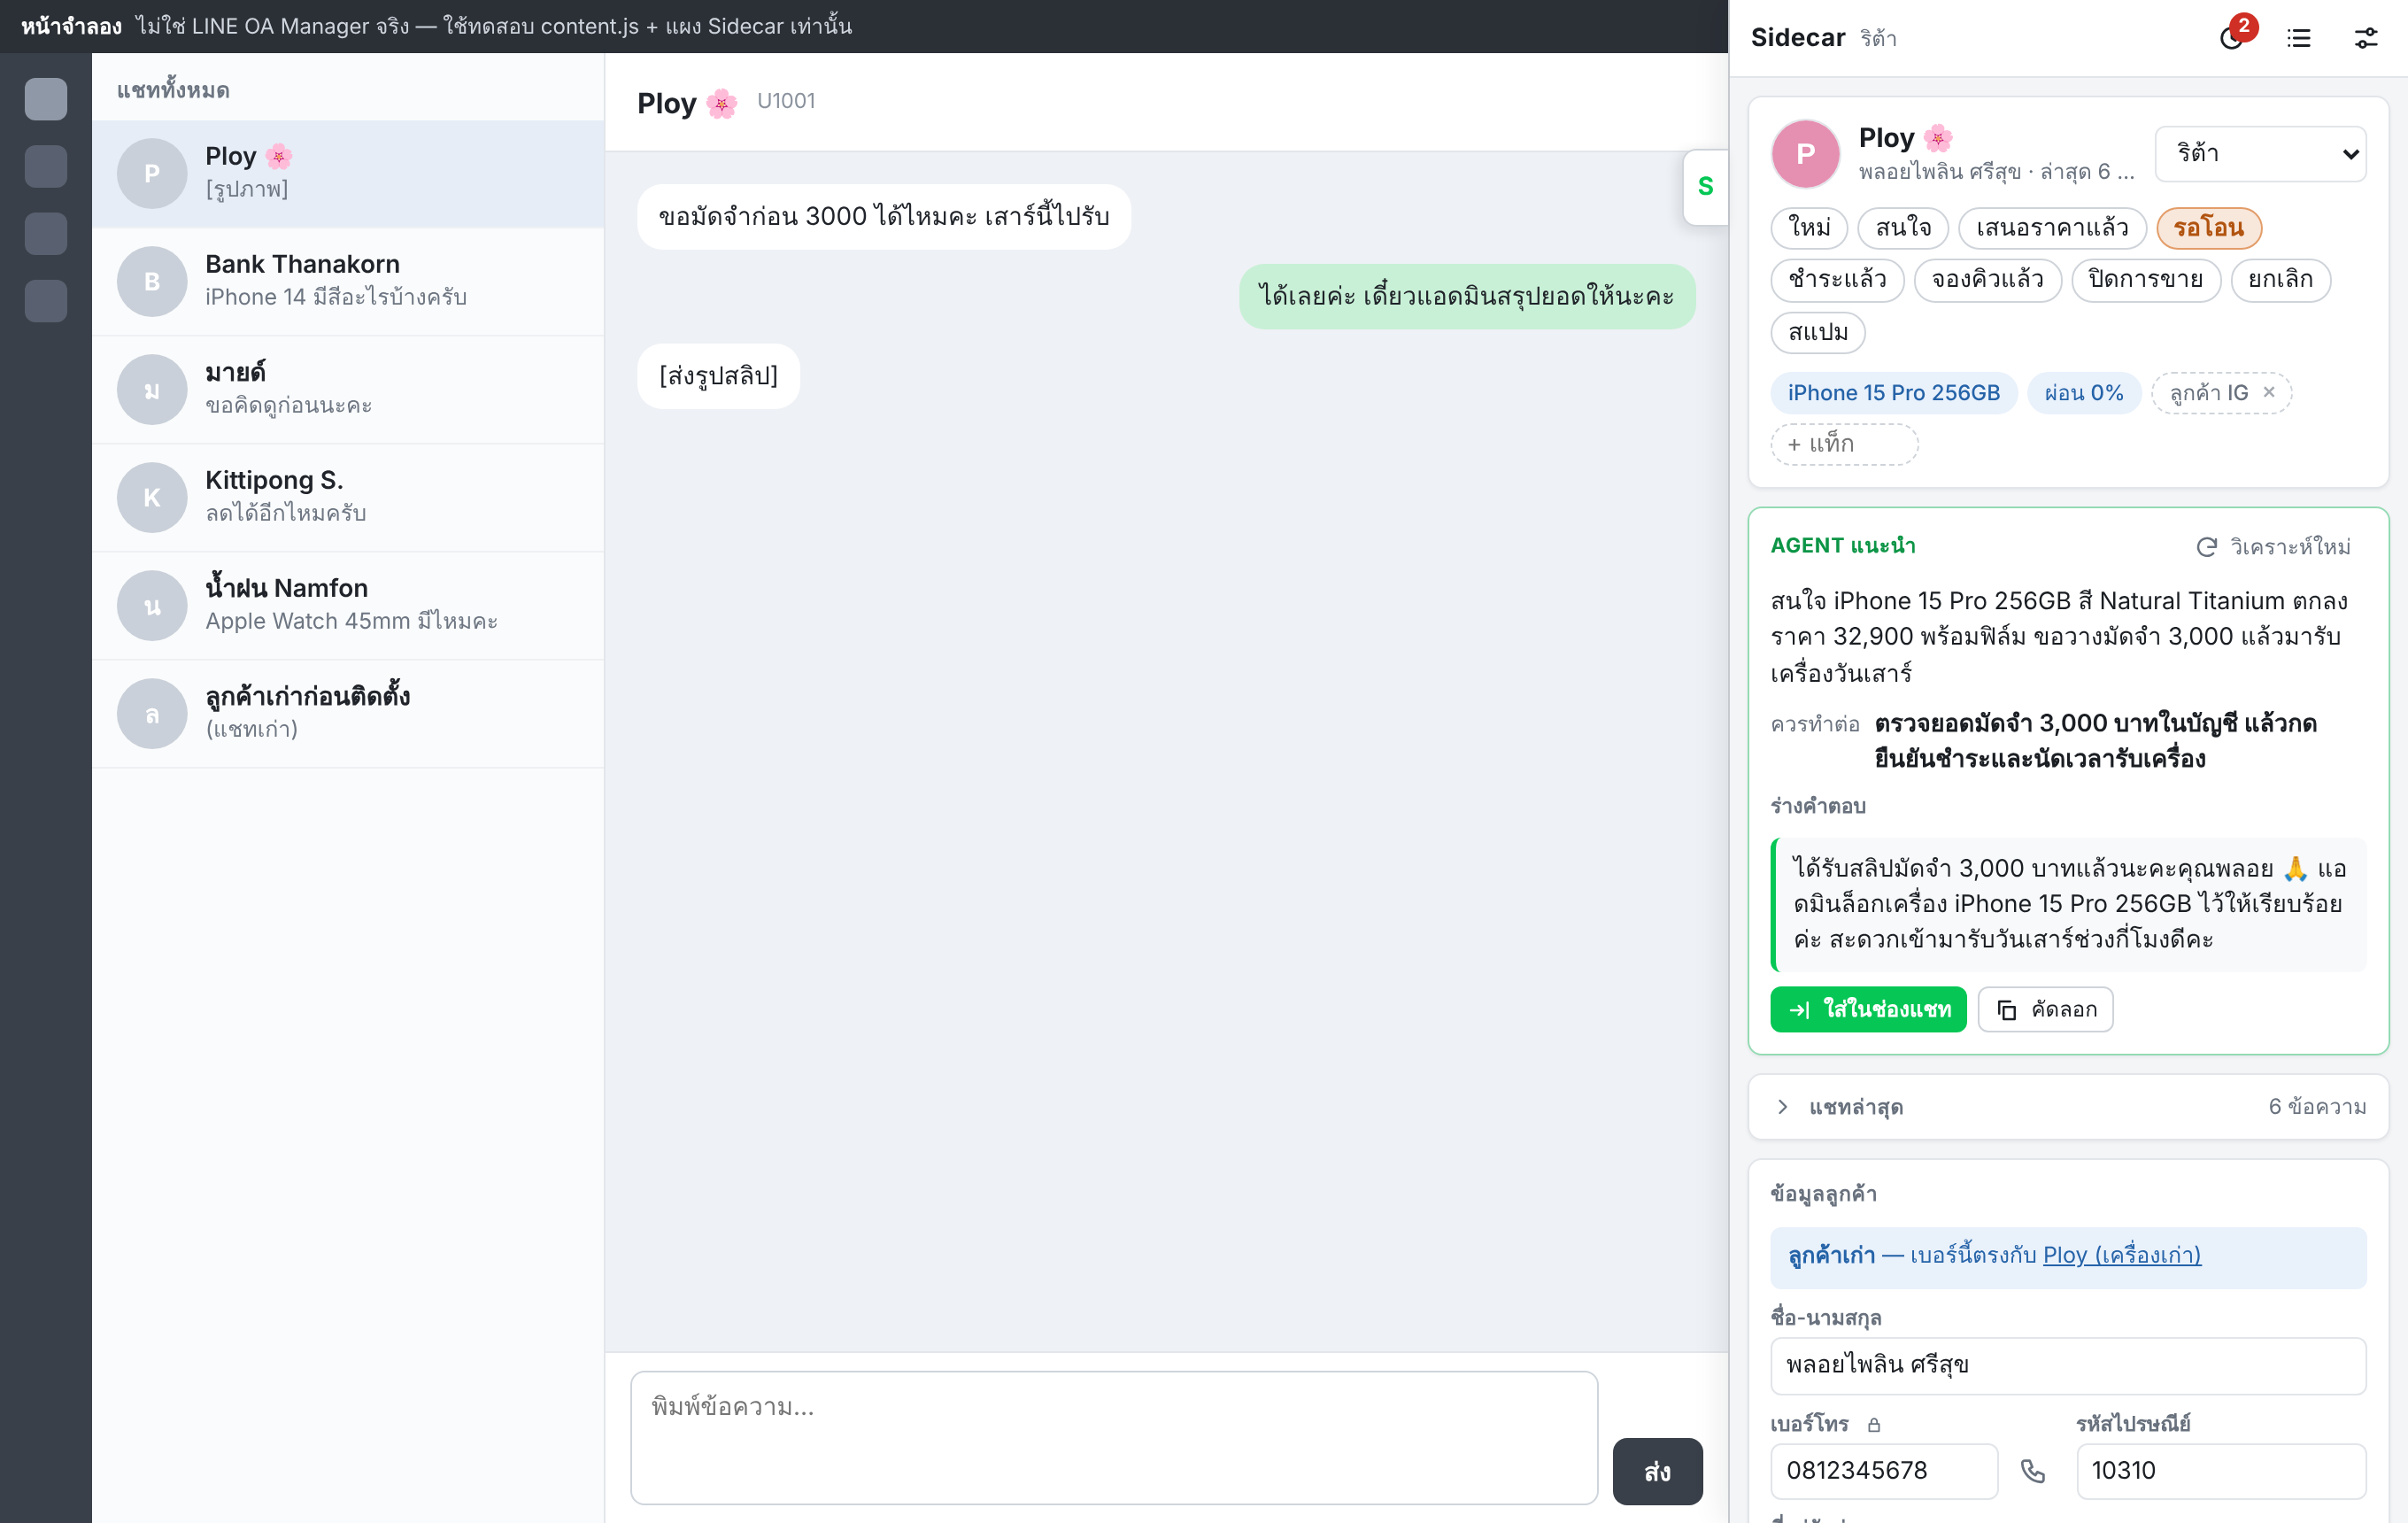 หน้าจำลอง ไม่ใช่ LINE OA Manager จริง — ใช้ทดสอบ content.js + แผง Sidecar เท่านั้น
แชททั้งหมด
P
Ploy 🌸
[รูปภาพ]
B
Bank Thanakorn
iPhone 14 มีสีอะไรบ้างครับ
ม
มายด์
ขอคิดดูก่อนนะคะ
K
Kittipong S.
ลดได้อีกไหมครับ
น
น้ำฝน Namfon
Apple Watch 45mm มีไหมคะ
ล
ลูกค้าเก่าก่อนติดตั้ง
(แชทเก่า)
Ploy 🌸 U1001
ขอมัดจำก่อน 3000 ได้ไหมคะ เสาร์นี้ไปรับ
ได้เลยค่ะ เดี๋ยวแอดมินสรุปยอดให้นะคะ
[ส่งรูปสลิป]
พิมพ์ข้อความ...
ส่ง
S
Sidecar ริต้า
2
P
Ploy 🌸
พลอยไพลิน ศรีสุข · ล่าสุด 6 ...
ริต้า
ใหม่ สนใจ เสนอราคาแล้ว รอโอน
ชำระแล้ว จองคิวแล้ว ปิดการขาย ยกเลิก
สแปม
iPhone 15 Pro 256GB ผ่อน 0% ลูกค้า IG ×
+ แท็ก
AGENT แนะนำ วิเคราะห์ใหม่
สนใจ iPhone 15 Pro 256GB สี Natural Titanium ตกลง
ราคา 32,900 พร้อมฟิล์ม ขอวางมัดจำ 3,000 แล้วมารับ
เครื่องวันเสาร์
ควรทำต่อ ตรวจยอดมัดจำ 3,000 บาทในบัญชี แล้วกด
ยืนยันชำระและนัดเวลารับเครื่อง
ร่างคำตอบ
ได้รับสลิปมัดจำ 3,000 บาทแล้วนะคะคุณพลอย 🙏 แอ
ดมินล็อกเครื่อง iPhone 15 Pro 256GB ไว้ให้เรียบร้อย
ค่ะ สะดวกเข้ามารับวันเสาร์ช่วงกี่โมงดีคะ
ใส่ในช่องแชท คัดลอก
แชทล่าสุด 6 ข้อความ
ข้อมูลลูกค้า
ลูกค้าเก่า — เบอร์นี้ตรงกับ Ploy (เครื่องเก่า)
ชื่อ-นามสกุล
พลอยไพลิน ศรีสุข
เบอร์โทร รหัสไปรษณีย์
0812345678 10310